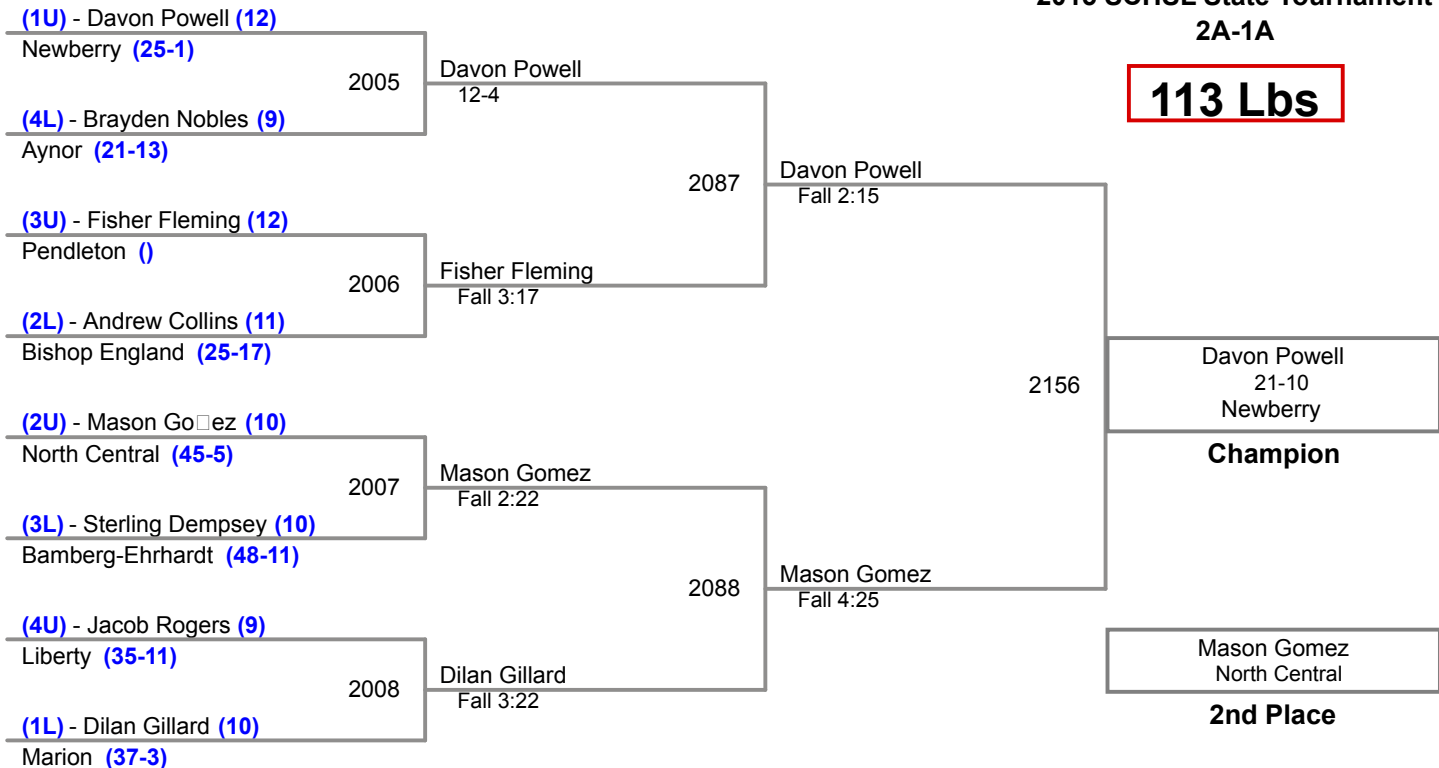 SCHSL State Tournament
2A-1A
113 Lbs
(1U) - Davon Powell (12)
Newberry (25-1)
2005
Davon Powell
12-4
(4L) - Brayden Nobles (9)
Aynor (21-13)
2087
Davon Powell
Fall 2:15
(3U) - Fisher Fleming (12)
Pendleton ()
2006
Fisher Fleming
Fall 3:17
(2L) - Andrew Collins (11)
Bishop England (25-17)
2156
Davon Powell
21-10
Newberry
Champion
(2U) - Mason Go□ez (10)
North Central (45-5)
2007
Mason Gomez
Fall 2:22
(3L) - Sterling Dempsey (10)
Bamberg-Ehrhardt (48-11)
2088
Mason Gomez
Fall 4:25
(4U) - Jacob Rogers (9)
Liberty (35-11)
2008
Dilan Gillard
Fall 3:22
(1L) - Dilan Gillard (10)
Marion (37-3)
Mason Gomez
North Central
2nd Place